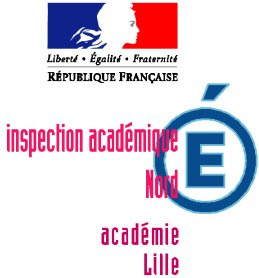 Liberté • Égalité • Fraternité
RÉPUBLIQUE FRANÇAISE
inspection académique
É
Nord
académie
Lille